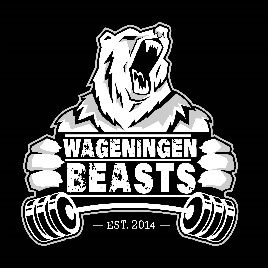 WAGENINGEN
BEASTS
— EST. 2014 —